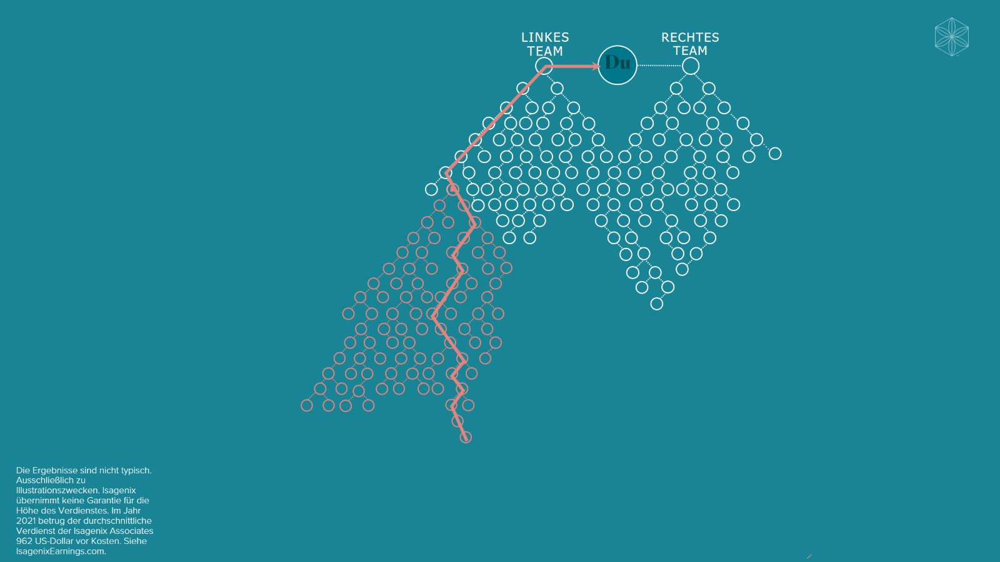 LINKES
TEAM
RECHTES
TEAM
Du
Die Ergebnisse sind nicht typisch.
Ausschließlich zu
Illustrationszwecken. Isagenix
übernimmt keine Garantie für die
Höhe des Verdienstes. Im Jahr
2021 betrug der durchschnittliche
Verdienst der Isagenix Associates
962 US-Dollar vor Kosten. Siehe
IsagenixEarnings.com.